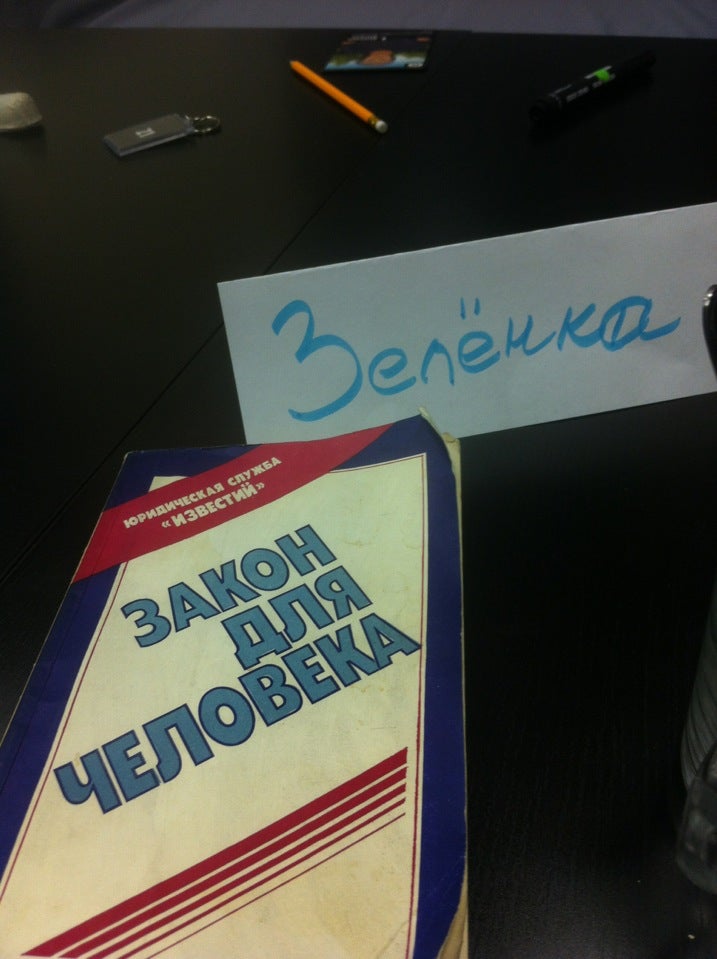 Зелёнка
ЮРИДИЧЕСКАЯ СЛУЖБА
«ИЗВЕСТИЙ»
ЗАКОН
ДЛЯ
ЧЕЛОВЕКА